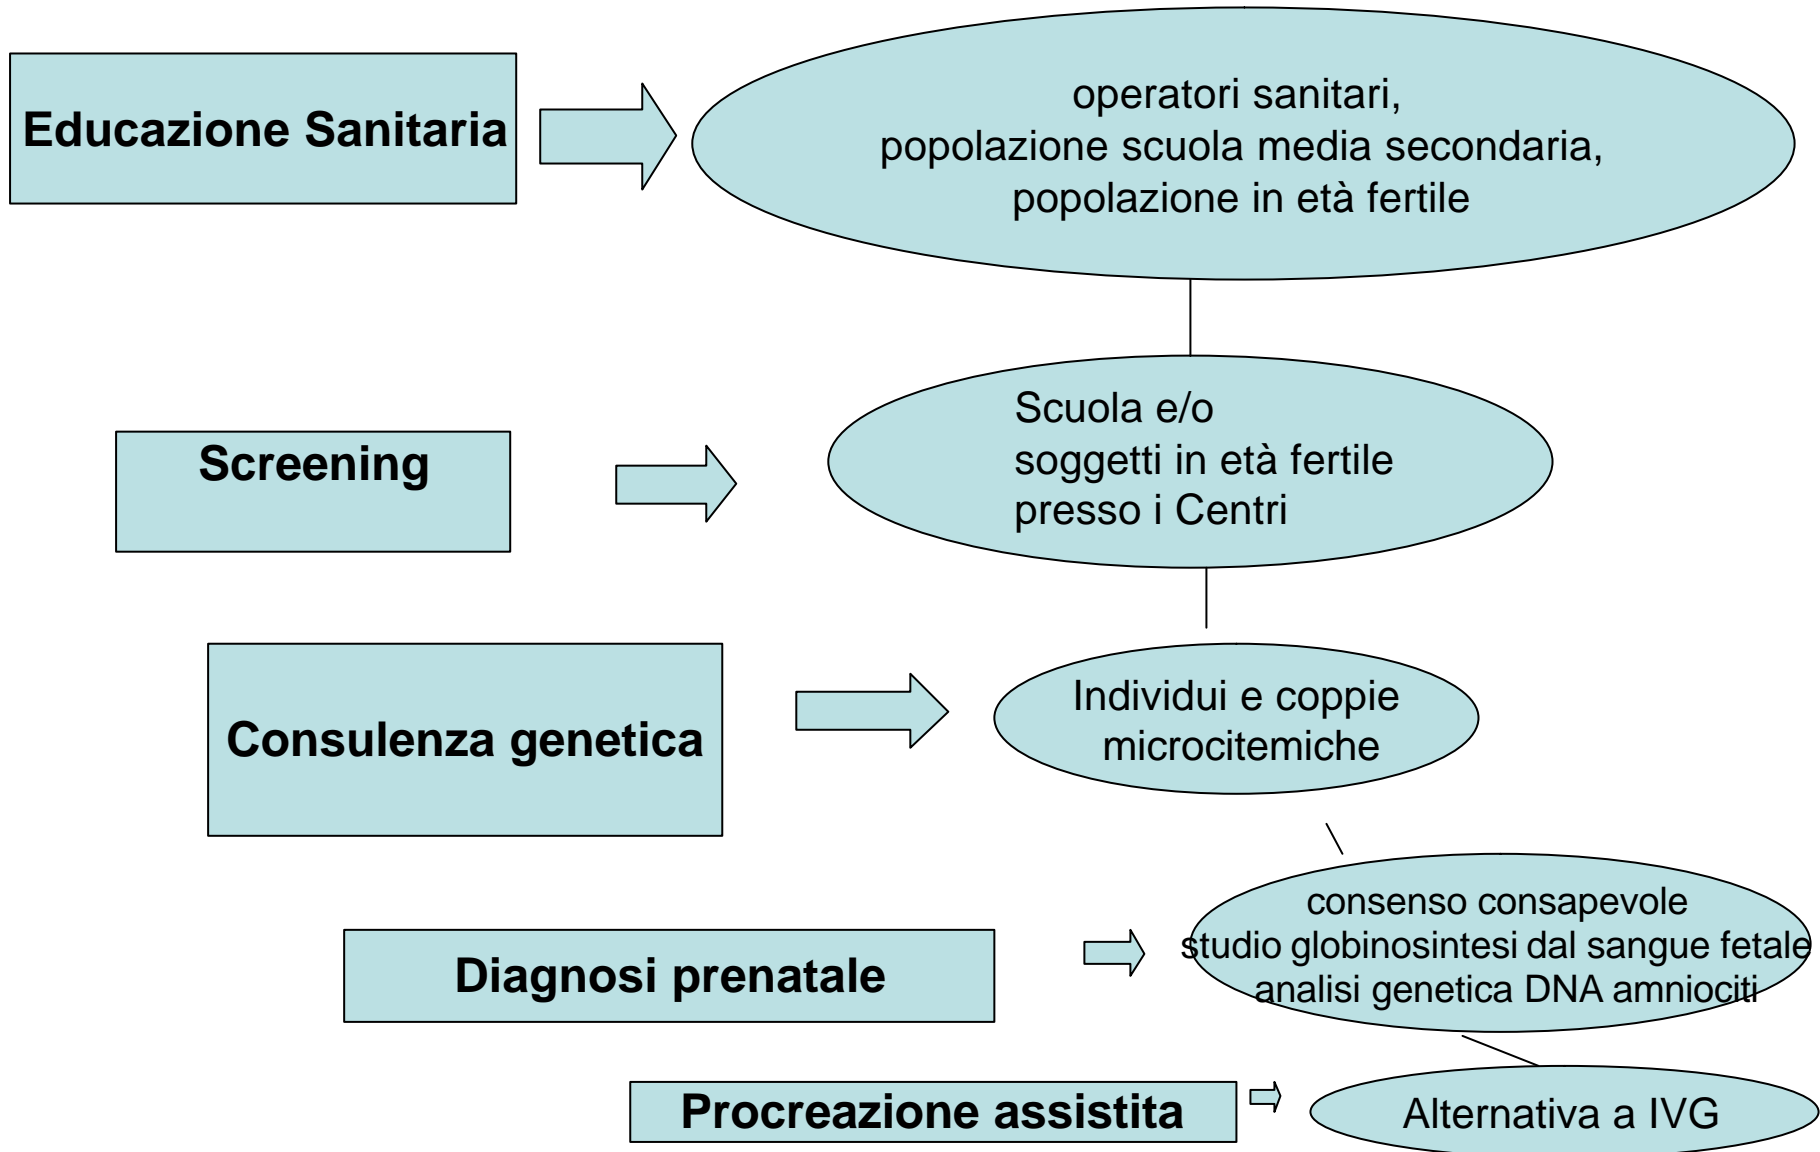 Educazione Sanitaria
operatori sanitari,
popolazione scuola media secondaria,
popolazione in età fertile
Screening
Scuola e/o
soggetti in età fertile
presso i Centri
Consulenza genetica
Individui e coppie
microcitemiche
Diagnosi prenatale
consenso consapevole
studio globinosintesi dal sangue fetale
analisi genetica DNA amniociti
Procreazione assistita
Alternativa a IVG